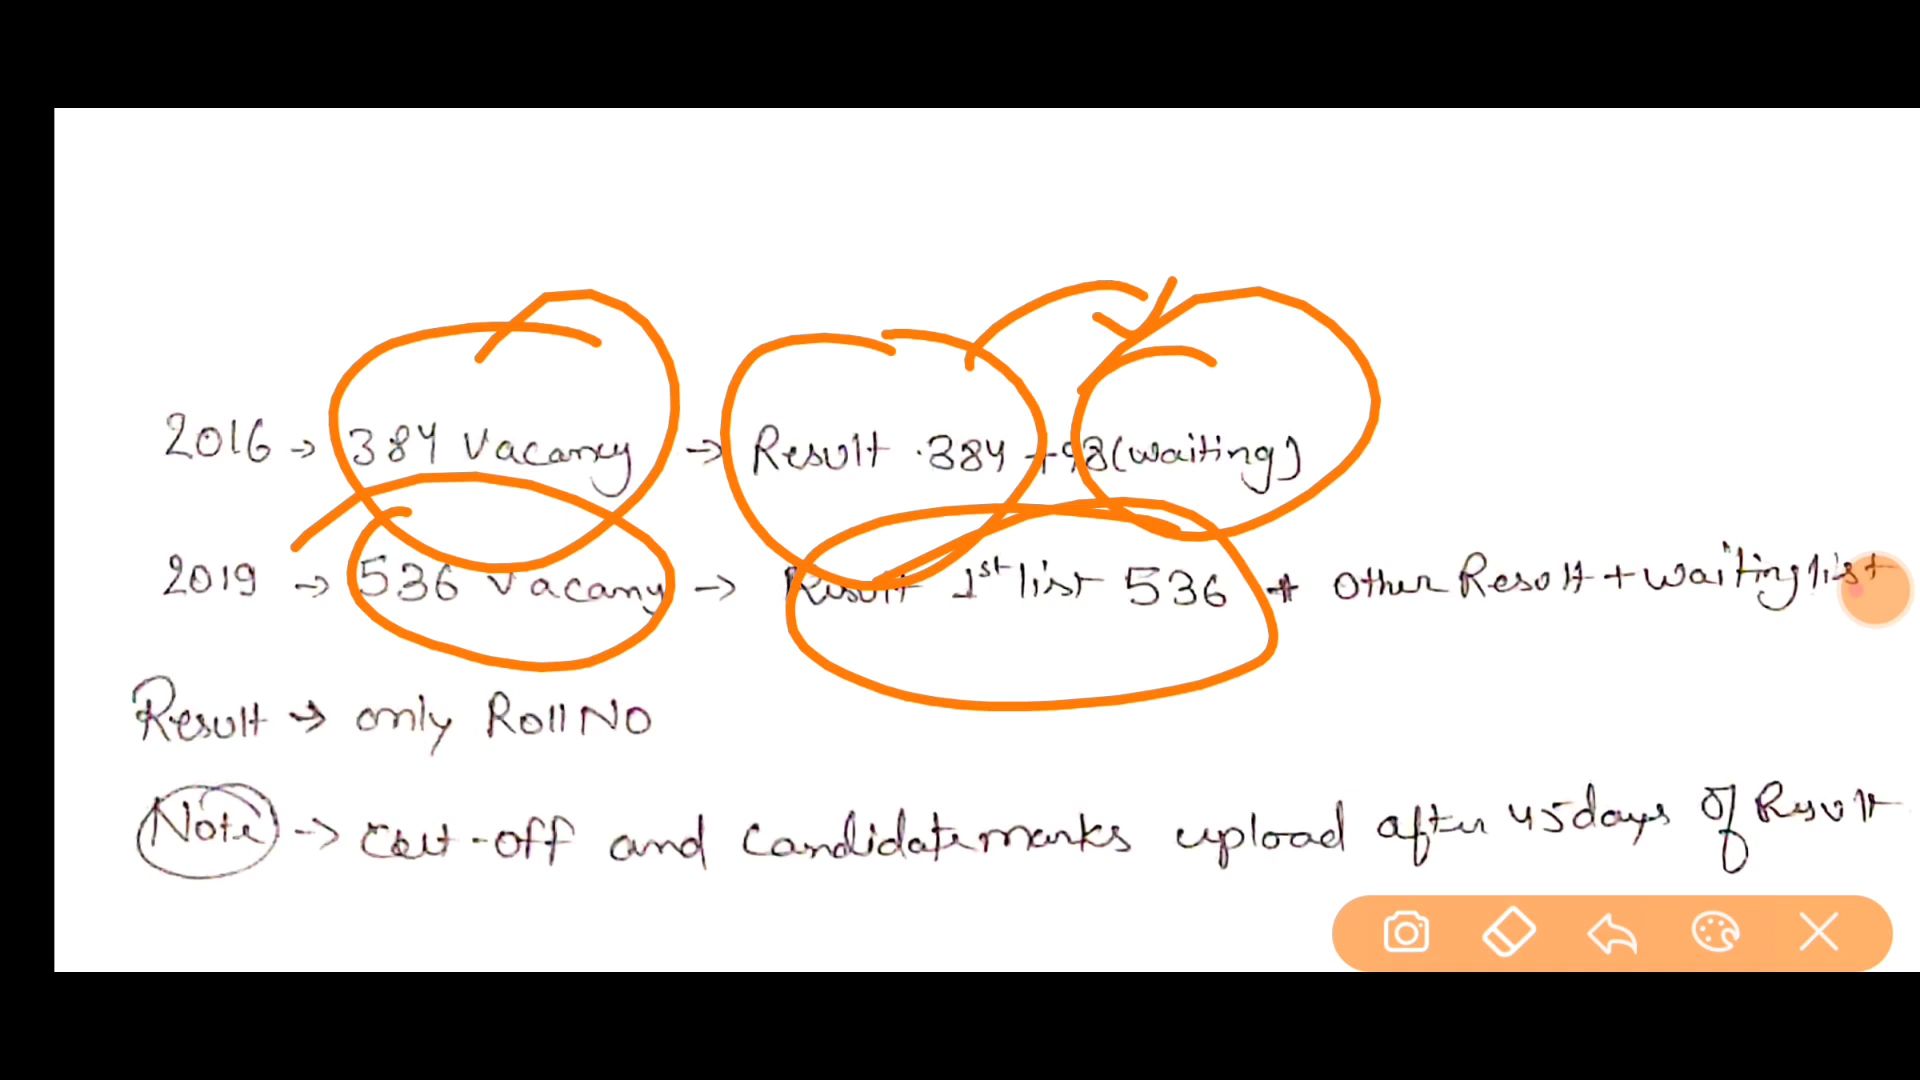 2016 → 384 Vacancy → Result .384 +98(waiting)
2019 → 536 Vacany → Result 1st list 536 + Other Result + waiting list
Result → only Roll NO
Note → Cut-off and Candidate marks upload after 45 days of Result